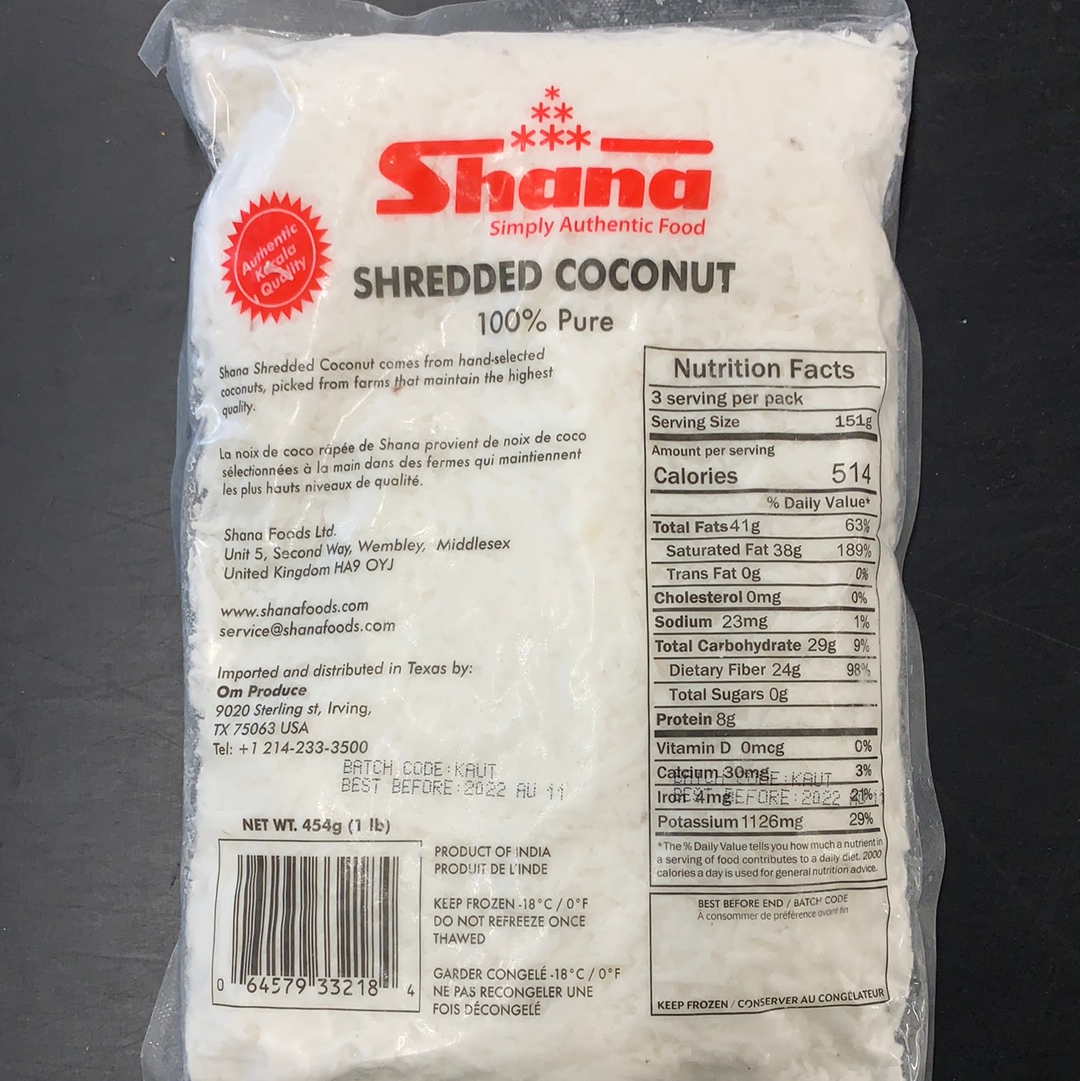 Shana
Simply Authentic Food
Authentic
Kerala
Quality
SHREDDED COCONUT
100% Pure
Shana Shredded Coconut comes from hand-selected
coconuts, picked from farms that maintain the highest
quality.
La noix de coco râpée de Shana provient de noix de coco
sélectionnées à la main dans des fermes qui maintiennent
les plus hauts niveaux de qualité.
Shana Foods Ltd.
Unit 5, Second Way, Wembley, Middlesex
United Kingdom HA9 OYJ
www.shanafoods.com
service@shanafoods.com
Imported and distributed in Texas by:
Om Produce
9020 Sterling st, Irving,
TX 75063 USA
Tel: +1 214-233-3500
BATCH CODE:KAUT
BEST BEFORE:2022 AU 11
NET WT. 454g (1 lb)
0 64579 33218 4
PRODUCT OF INDIA
PRODUIT DE L'INDE
KEEP FROZEN -18°C / 0°F
DO NOT REFREEZE ONCE
THAWED
GARDER CONGELÉ -18°C / 0°F
NE PAS RECONGELER UNE
FOIS DÉCONGELÉ
Nutrition Facts
3 serving per pack
Serving Size 151g
Amount per serving
Calories 514
% Daily Value*
Total Fats 41g 63%
Saturated Fat 38g 189%
Trans Fat 0g 0%
Cholesterol 0mg 0%
Sodium 23mg 1%
Total Carbohydrate 29g 9%
Dietary Fiber 24g 98%
Total Sugars 0g
Protein 8g
Vitamin D 0mcg 0%
Calcium 30mg 3%
BATCH CODE:KAUT
Iron 4mg 21%
BEST BEFORE:2022 AU 11
Potassium 1126mg 29%
*The % Daily Value tells you how much a nutrient in
a serving of food contributes to a daily diet. 2000
calories a day is used for general nutrition advice.
BEST BEFORE END / BATCH CODE
À consommer de préférence avant fin
KEEP FROZEN / CONSERVER AU CONGÉLATEUR